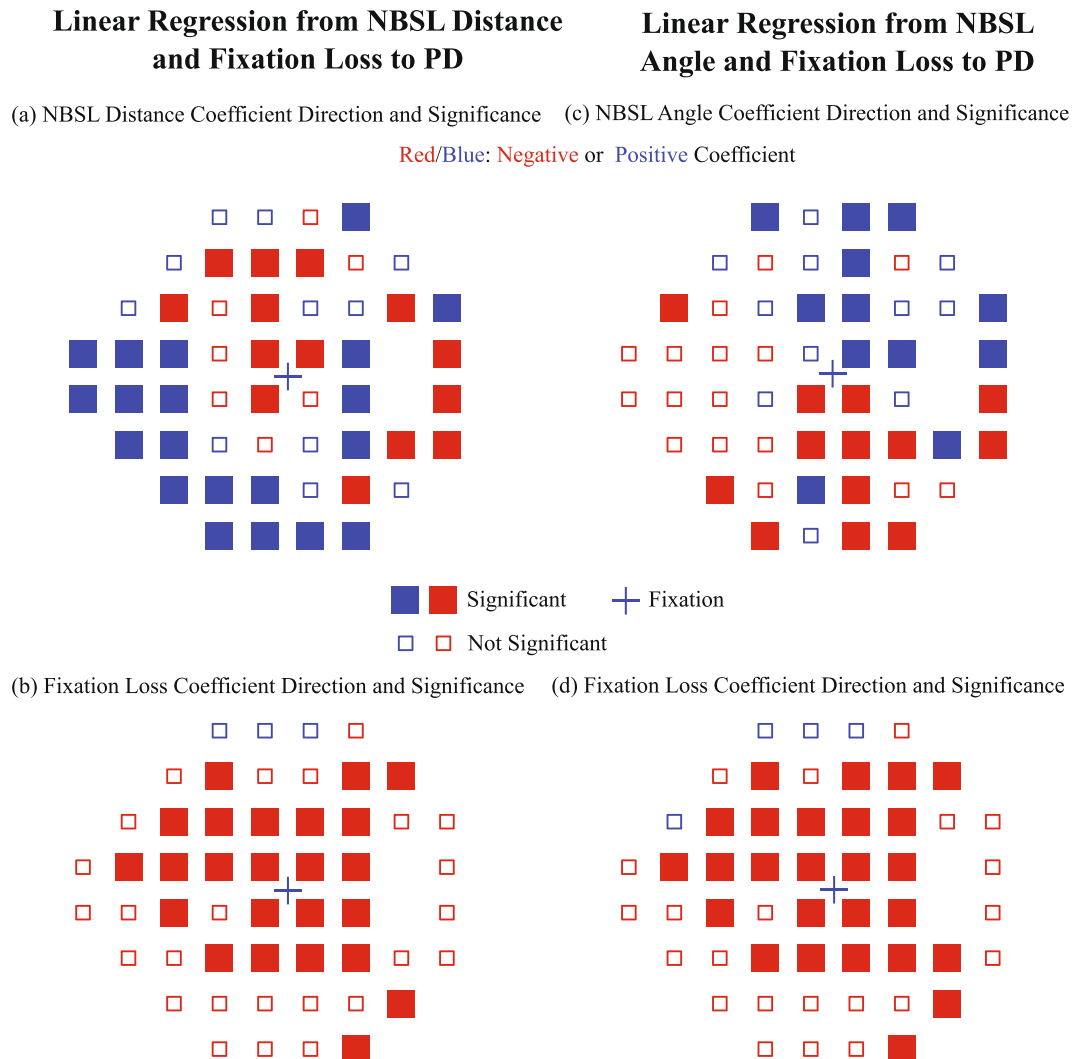 Linear Regression from NBSL Distance
and Fixation Loss to PD
Linear Regression from NBSL
Angle and Fixation Loss to PD
(a) NBSL Distance Coefficient Direction and Significance
(c) NBSL Angle Coefficient Direction and Significance
Red/Blue: Negative or Positive Coefficient
Significant
Fixation
Not Significant
(b) Fixation Loss Coefficient Direction and Significance
(d) Fixation Loss Coefficient Direction and Significance